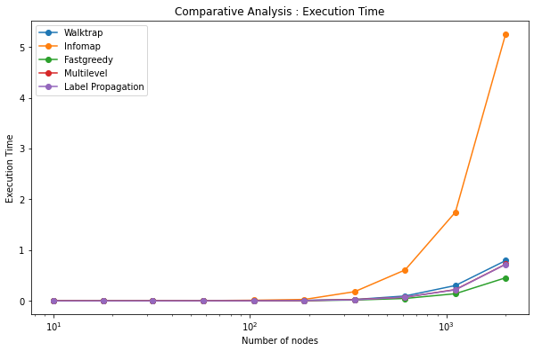 Comparative Analysis : Execution Time
Walktrap
Infomap
Fastgreedy
Multilevel
Label Propagation
Execution Time
5
4
3
2
1
0
10¹
10²
10³
Number of nodes